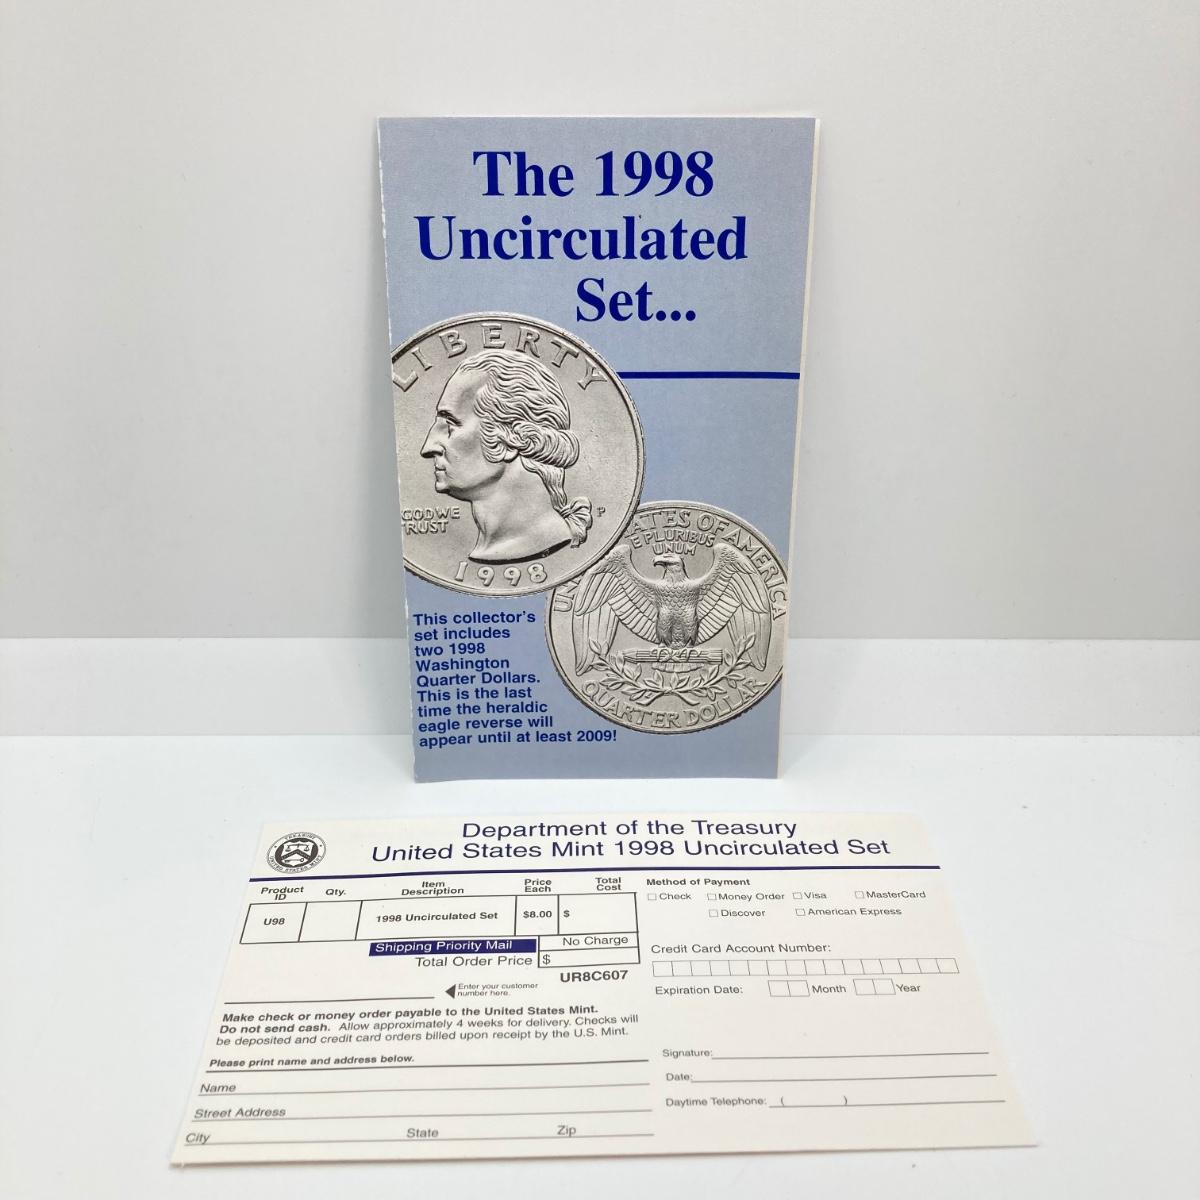 The 1998
Uncirculated
Set...
LIBERTY
GOD WE
TRUST
P
1998
ATES OF AMERICA
E PLURIBUS
UNUM
UN
QUARTER DOLLAR
This collector's
set includes
two 1998
Washington
Quarter Dollars.
This is the last
time the heraldic
eagle reverse will
appear until at least 2009!
Department of the Treasury
United States Mint 1998 Uncirculated Set
Product ID Qty. Item Description Price Each Total Cost
U98 1998 Uncirculated Set $8.00 $
Shipping Priority Mail No Charge
Total Order Price $
UR8C607
Enter your customer
number here.
Make check or money order payable to the United States Mint.
Do not send cash. Allow approximately 4 weeks for delivery. Checks will
be deposited and credit card orders billed upon receipt by the U.S. Mint.
Please print name and address below.
Name
Street Address
City State Zip
Method of Payment
Check Money Order Visa MasterCard
Discover American Express
Credit Card Account Number:
Expiration Date: Month Year
Signature:
Date:
Daytime Telephone: ( )